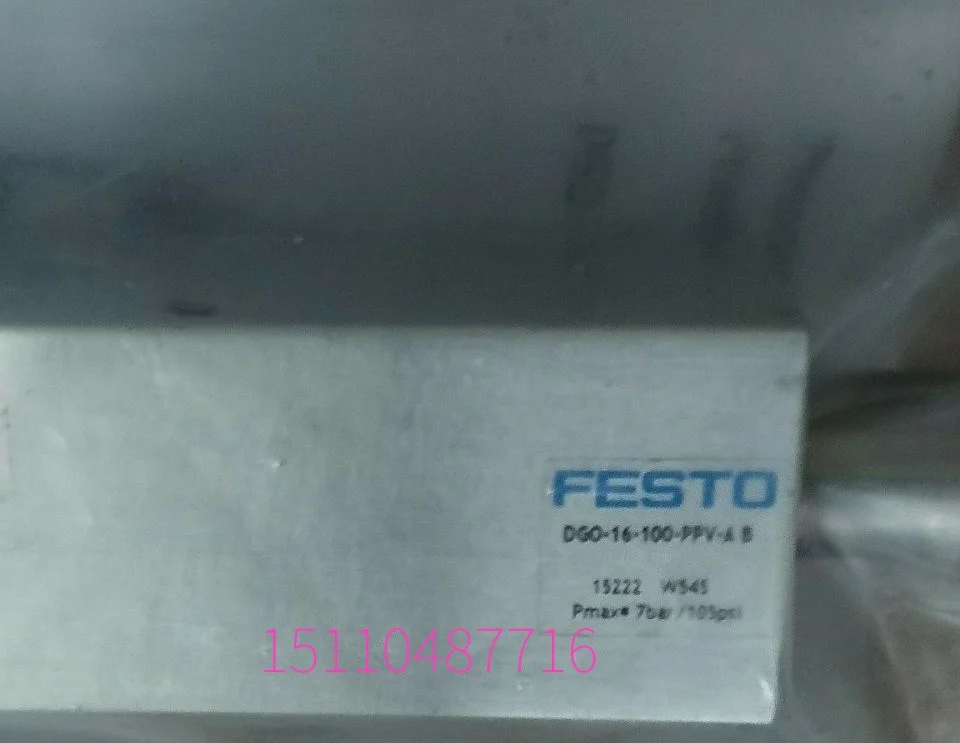 FESTO
DGO-16-100-PPV-A B
15222 W545
Pmax= 7bar /105psi
15110487716